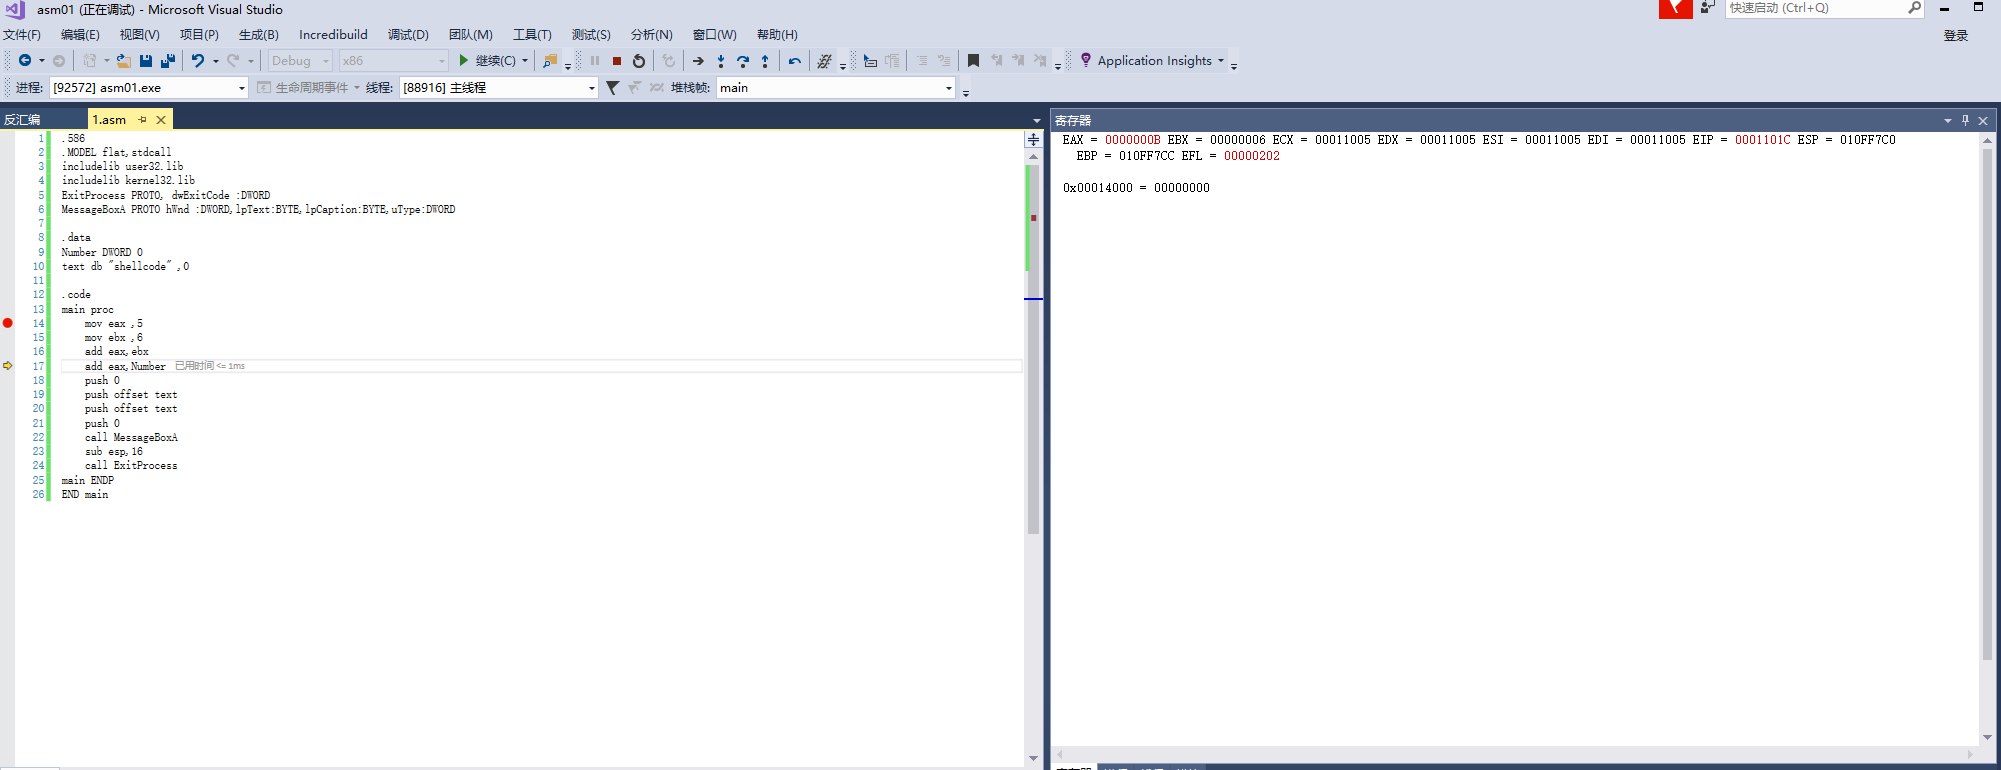 asm01 (正在调试) - Microsoft Visual Studio
快速启动 (Ctrl+Q)
文件(F) 编辑(E) 视图(V) 项目(P) 生成(B) Incredibuild 调试(D) 团队(M) 工具(T) 测试(S) 分析(N) 窗口(W) 帮助(H)
登录
Debug x86 继续(C) Application Insights
进程: [92572] asm01.exe 生命周期事件 线程: [88916] 主线程 堆栈帧: main
反汇编 1.asm
1 .586
2 .MODEL flat,stdcall
3 includelib user32.lib
4 includelib kernel32.lib
5 ExitProcess PROTO, dwExitCode :DWORD
6 MessageBoxA PROTO hWnd :DWORD,lpText:BYTE,lpCaption:BYTE,uType:DWORD
7
8 .data
9 Number DWORD 0
10 text db "shellcode" ,0
11
12 .code
13 main proc
14 mov eax ,5
15 mov ebx ,6
16 add eax,ebx
17 add eax,Number 已用时间 <= 1ms
18 push 0
19 push offset text
20 push offset text
21 push 0
22 call MessageBoxA
23 sub esp,16
24 call ExitProcess
25 main ENDP
26 END main
寄存器
EAX = 0000000B EBX = 00000006 ECX = 00011005 EDX = 00011005 ESI = 00011005 EDI = 00011005 EIP = 0001101C ESP = 010FF7C0
EBP = 010FF7CC EFL = 00000202
0x00014000 = 00000000
寄存器